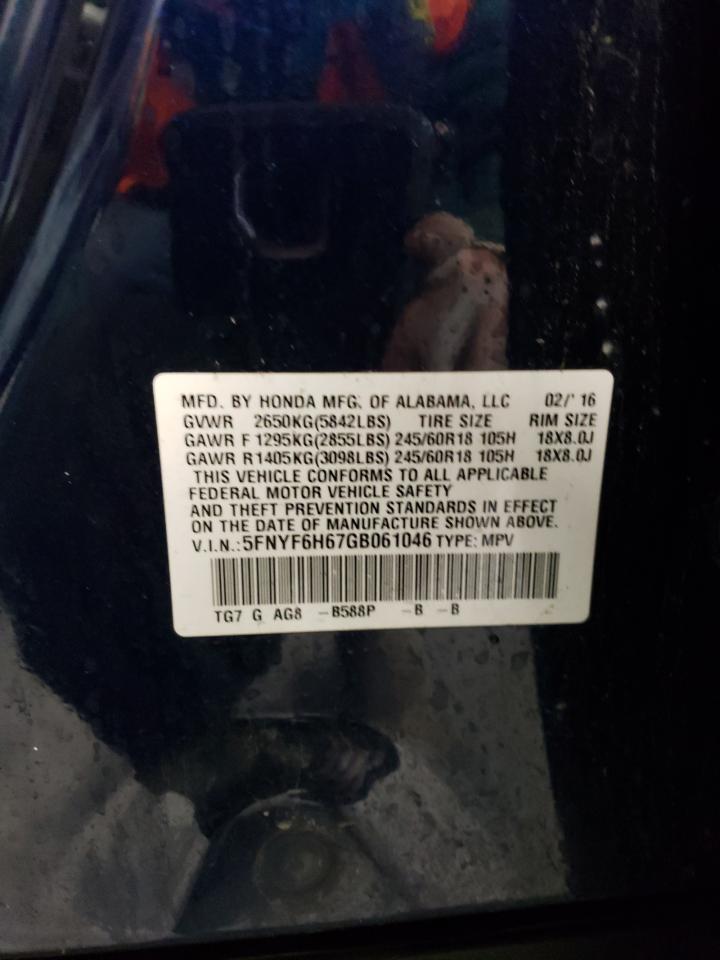 MFD. BY HONDA MFG. OF ALABAMA, LLC 02/'16
GVWR 2650KG(5842LBS) TIRE SIZE RIM SIZE
GAWR F 1295KG(2855LBS) 245/60R18 105H 18X8.0J
GAWR R 1405KG(3098LBS) 245/60R18 105H 18X8.0J
THIS VEHICLE CONFORMS TO ALL APPLICABLE
FEDERAL MOTOR VEHICLE SAFETY
AND THEFT PREVENTION STANDARDS IN EFFECT
ON THE DATE OF MANUFACTURE SHOWN ABOVE.
V.I.N.:5FNYF6H67GB061046 TYPE: MPV
TG7 G AG8 -B588P -B -B